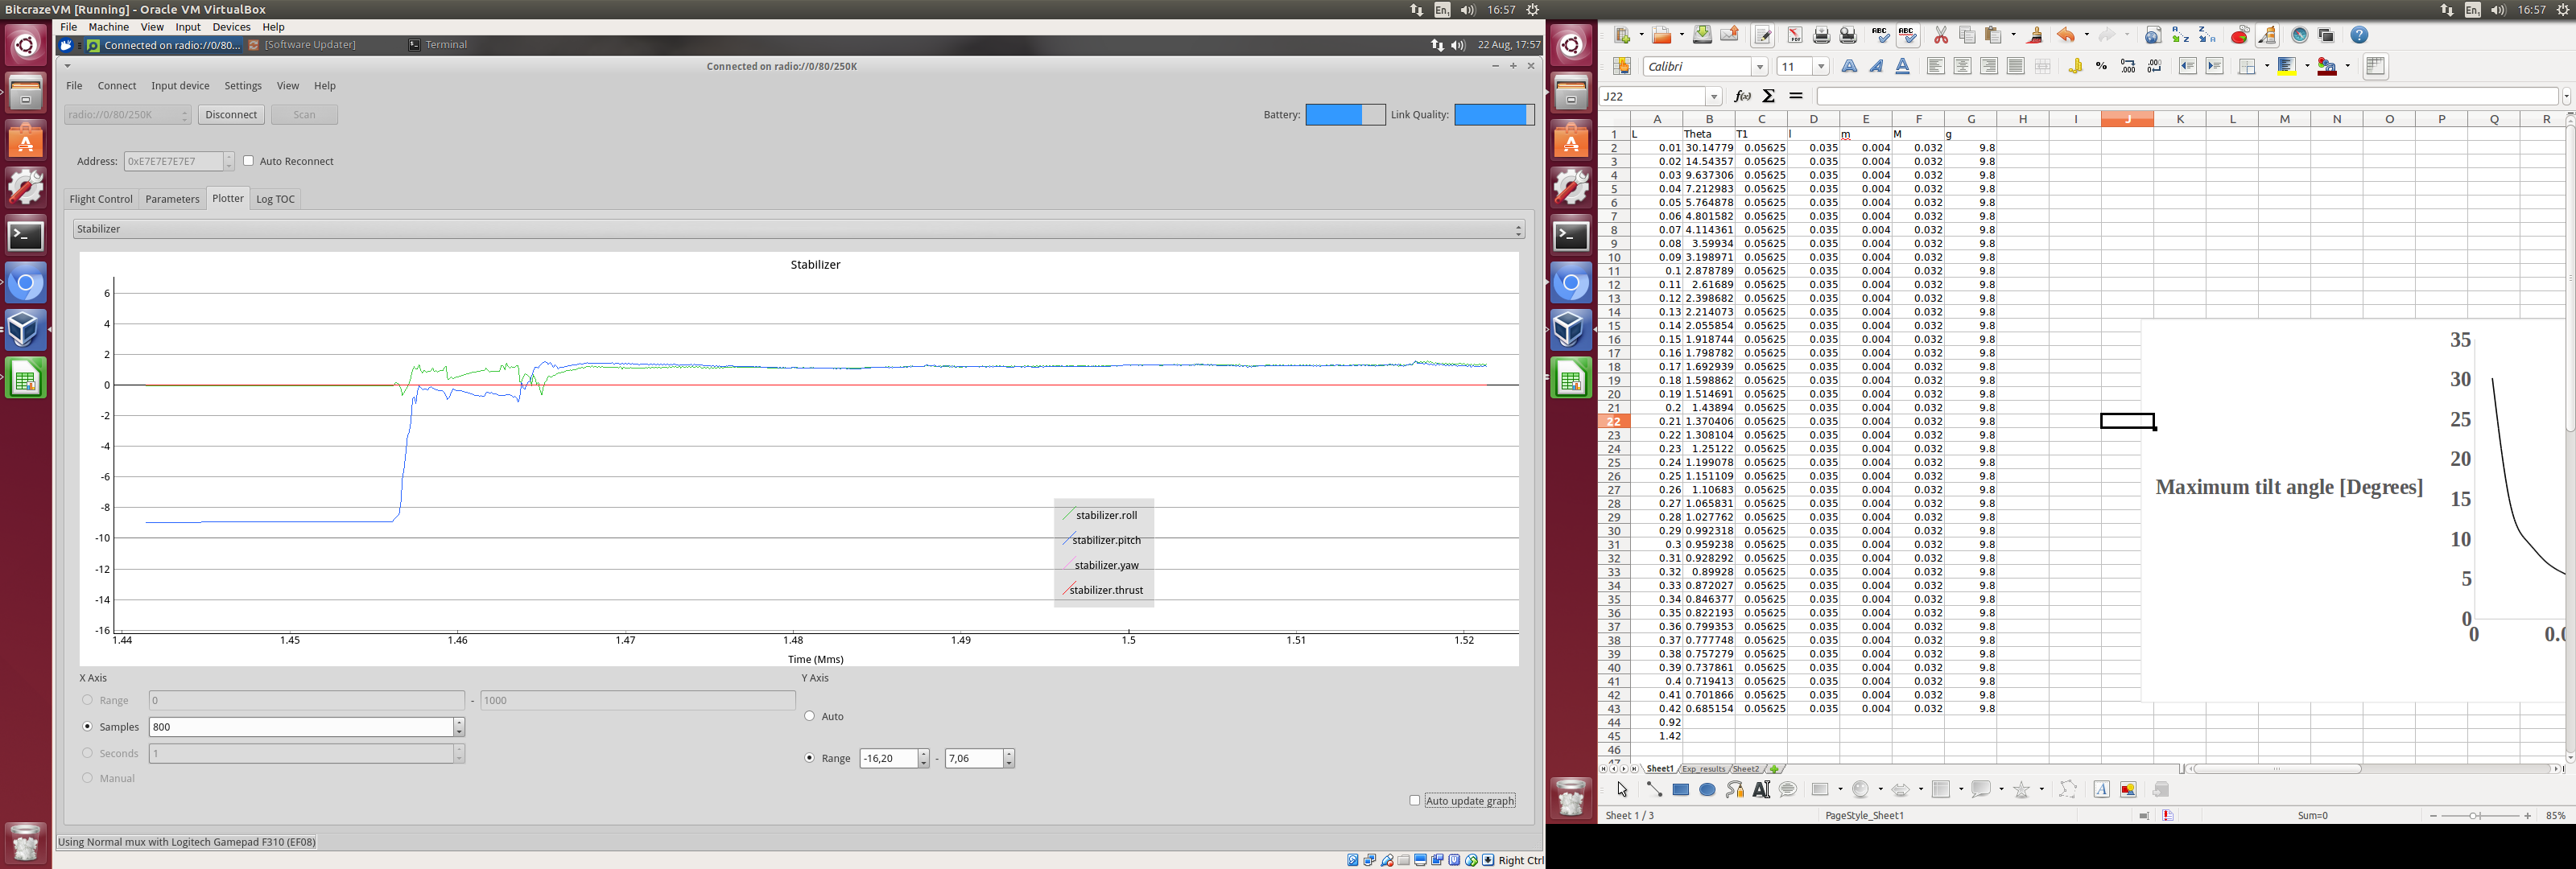 BitcrazeVM [Running] - Oracle VM VirtualBox
En 16:57
File Machine View Input Devices Help
Connected on radio://0/80... [Software Updater] Terminal
22 Aug, 17:57
Connected on radio://0/80/250K
File Connect Input device Settings View Help
radio://0/80/250K Disconnect Scan
Battery: Link Quality:
Address: 0xE7E7E7E7E7 Auto Reconnect
Flight Control Parameters Plotter Log TOC
Stabilizer
Stabilizer
6
4
2
0
-2
-4
-6
-8
-10
-12
-14
-16
stabilizer.roll
stabilizer.pitch
stabilizer.yaw
stabilizer.thrust
1.44 1.45 1.46 1.47 1.48 1.49 1.5 1.51 1.52
Time (Mms)
X Axis
Range 0 - 1000
Samples 800
Seconds 1
Manual
Y Axis
Auto
Range -16,20 - 7,06
Auto update graph
Using Normal mux with Logitech Gamepad F310 (EF08)
Right Ctrl
En 16:57
Calibri 11
J22
A B C D E F G H I J K L M N O P Q R
1 L Theta T1 l m M g
2 0.01 30.14779 0.05625 0.035 0.004 0.032 9.8
3 0.02 14.54357 0.05625 0.035 0.004 0.032 9.8
4 0.03 9.637306 0.05625 0.035 0.004 0.032 9.8
5 0.04 7.212983 0.05625 0.035 0.004 0.032 9.8
6 0.05 5.764878 0.05625 0.035 0.004 0.032 9.8
7 0.06 4.801582 0.05625 0.035 0.004 0.032 9.8
8 0.07 4.114361 0.05625 0.035 0.004 0.032 9.8
9 0.08 3.59934 0.05625 0.035 0.004 0.032 9.8
10 0.09 3.198971 0.05625 0.035 0.004 0.032 9.8
11 0.1 2.878789 0.05625 0.035 0.004 0.032 9.8
12 0.11 2.61689 0.05625 0.035 0.004 0.032 9.8
13 0.12 2.398682 0.05625 0.035 0.004 0.032 9.8
14 0.13 2.214073 0.05625 0.035 0.004 0.032 9.8
15 0.14 2.055854 0.05625 0.035 0.004 0.032 9.8
16 0.15 1.918744 0.05625 0.035 0.004 0.032 9.8
17 0.16 1.798782 0.05625 0.035 0.004 0.032 9.8
18 0.17 1.692939 0.05625 0.035 0.004 0.032 9.8
19 0.18 1.598862 0.05625 0.035 0.004 0.032 9.8
20 0.19 1.514691 0.05625 0.035 0.004 0.032 9.8
21 0.2 1.43894 0.05625 0.035 0.004 0.032 9.8
22 0.21 1.370406 0.05625 0.035 0.004 0.032 9.8
23 0.22 1.308104 0.05625 0.035 0.004 0.032 9.8
24 0.23 1.25122 0.05625 0.035 0.004 0.032 9.8
25 0.24 1.199078 0.05625 0.035 0.004 0.032 9.8
26 0.25 1.151109 0.05625 0.035 0.004 0.032 9.8
27 0.26 1.10683 0.05625 0.035 0.004 0.032 9.8
28 0.27 1.065831 0.05625 0.035 0.004 0.032 9.8
29 0.28 1.027762 0.05625 0.035 0.004 0.032 9.8
30 0.29 0.992318 0.05625 0.035 0.004 0.032 9.8
31 0.3 0.959238 0.05625 0.035 0.004 0.032 9.8
32 0.31 0.928292 0.05625 0.035 0.004 0.032 9.8
33 0.32 0.89928 0.05625 0.035 0.004 0.032 9.8
34 0.33 0.872027 0.05625 0.035 0.004 0.032 9.8
35 0.34 0.846377 0.05625 0.035 0.004 0.032 9.8
36 0.35 0.822193 0.05625 0.035 0.004 0.032 9.8
37 0.36 0.799353 0.05625 0.035 0.004 0.032 9.8
38 0.37 0.777748 0.05625 0.035 0.004 0.032 9.8
39 0.38 0.757279 0.05625 0.035 0.004 0.032 9.8
40 0.39 0.737861 0.05625 0.035 0.004 0.032 9.8
41 0.4 0.719413 0.05625 0.035 0.004 0.032 9.8
42 0.41 0.701866 0.05625 0.035 0.004 0.032 9.8
43 0.42 0.685154 0.05625 0.035 0.004 0.032 9.8
44 0.92
45 1.42
46
47
35
30
25
20
Maximum tilt angle [Degrees]
15
10
5
0
0 0.0
Sheet1 Exp_results Sheet2
Sheet 1 / 3 PageStyle_Sheet1 Sum=0 85%